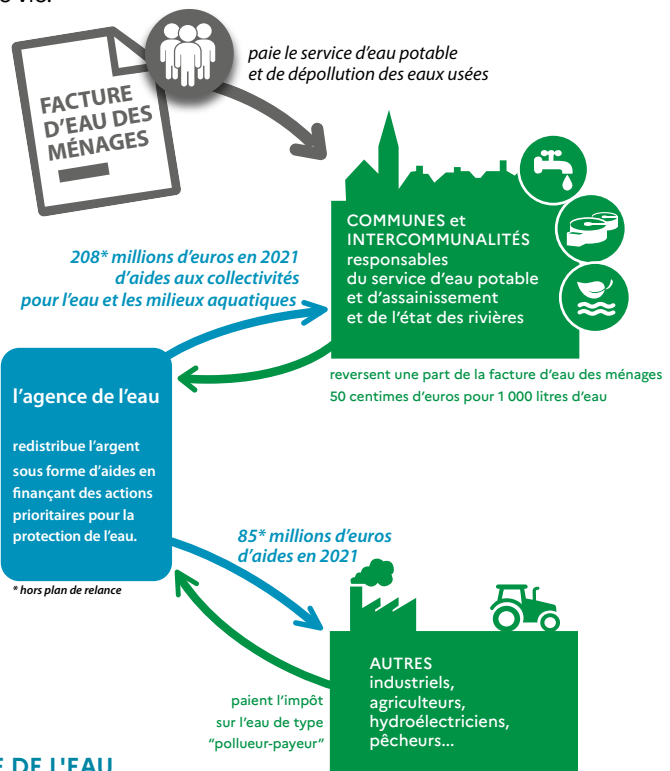 paie le service d'eau potable
et de dépollution des eaux usées
FACTURE
D'EAU DES
MÉNAGES
COMMUNES et
INTERCOMMUNALITÉS
responsables
du service d'eau potable
et d'assainissement
et de l'état des rivières
208* millions d'euros en 2021
d'aides aux collectivités
pour l'eau et les milieux aquatiques
reversent une part de la facture d'eau des ménages
50 centimes d'euros pour 1 000 litres d'eau
l'agence de l'eau
redistribue l'argent
sous forme d'aides en
finançant des actions
prioritaires pour la
protection de l'eau.
* hors plan de relance
85* millions d'euros
d'aides en 2021
AUTRES
industriels,
agriculteurs,
hydroélectriciens,
pêcheurs...
paient l'impôt
sur l'eau de type
"pollueur-payeur"